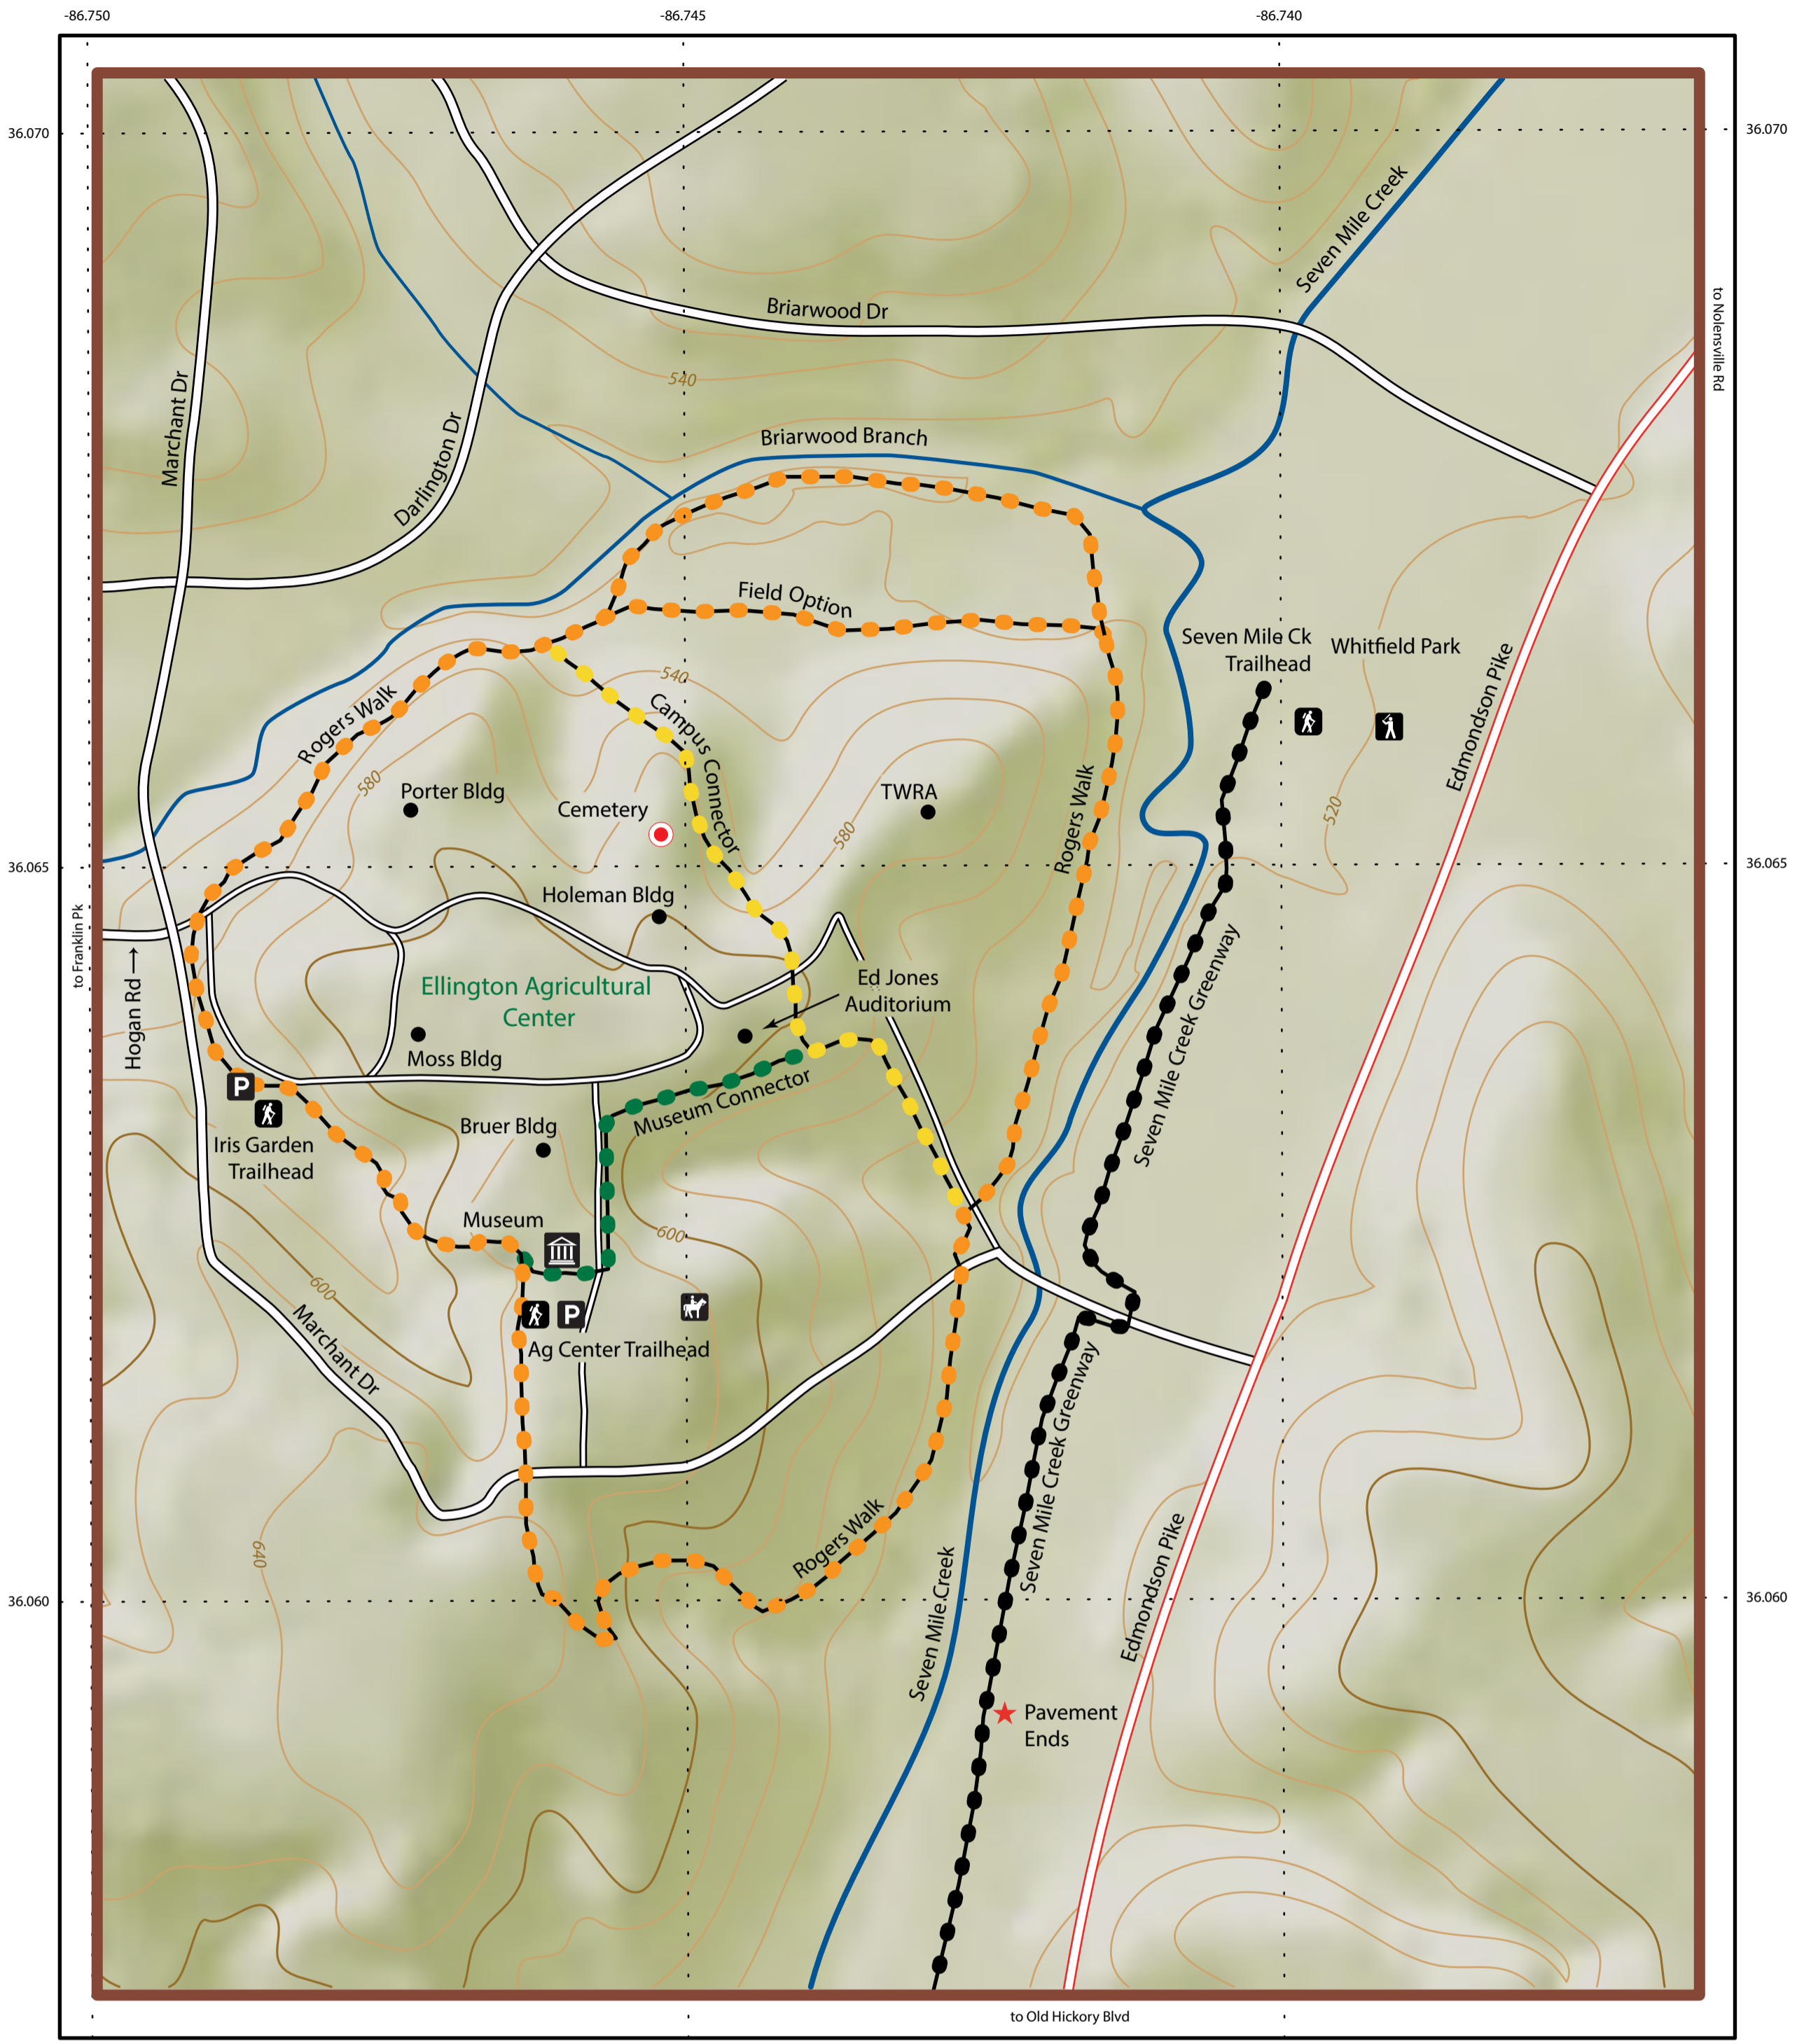 -86.750
-86.745
-86.740
36.070
36.070
Seven Mile Creek
to Nolensville Rd
Briarwood Dr
540
Marchant Dr
Darlington Dr
Briarwood Branch
Field Option
Seven Mile Ck
Trailhead
Whitfield Park
Edmondson Pike
540
Rogers Walk
Campus Connector
580
Porter Bldg
Cemetery
TWRA
580
Rogers Walk
520
36.065
36.065
Holeman Bldg
to Franklin Pk
Hogan Rd →
Ellington Agricultural
Center
Ed Jones
Auditorium
Seven Mile Creek Greenway
Moss Bldg
P
Museum Connector
Iris Garden
Trailhead
Bruer Bldg
Museum
600
600
P
Ag Center Trailhead
Marchant Dr
Seven Mile Creek Greenway
640
Rogers Walk
Seven Mile Creek
Edmondson Pike
36.060
36.060
Pavement
Ends
to Old Hickory Blvd